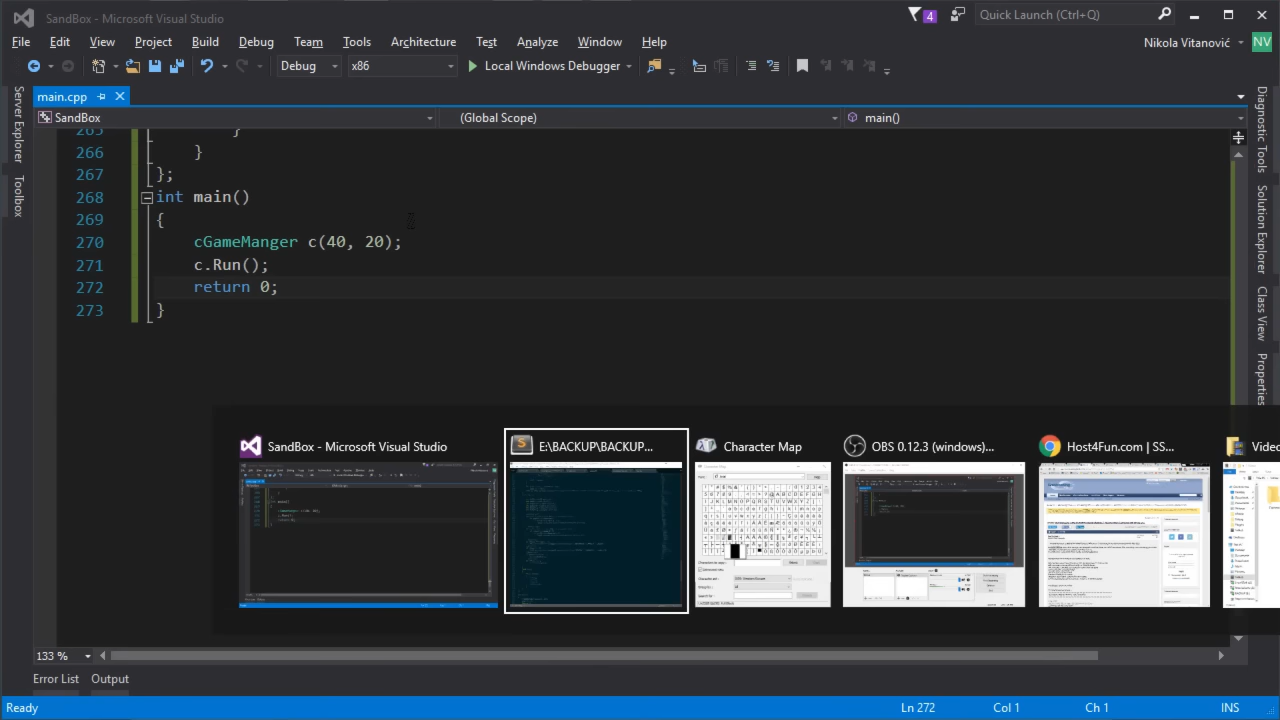 SandBox - Microsoft Visual Studio
4
Quick Launch (Ctrl+Q)
File Edit View Project Build Debug Team Tools Architecture Test Analyze Window Help
Nikola Vitanović NV
Debug x86 Local Windows Debugger
Server Explorer
Toolbox
main.cpp
SandBox (Global Scope) main()
265 }
266 }
267 };
268 int main()
269 {
270 cGameManger c(40, 20);
271 c.Run();
272 return 0;
273 }
Diagnostic Tools
Solution Explorer
Class View
Properties
SandBox - Microsoft Visual Studio
E:\BACKUP\BACKUP...
Character Map
OBS 0.12.3 (windows)...
Host4Fun.com | SS...
Video
133 %
Error List Output
Ready Ln 272 Col 1 Ch 1 INS